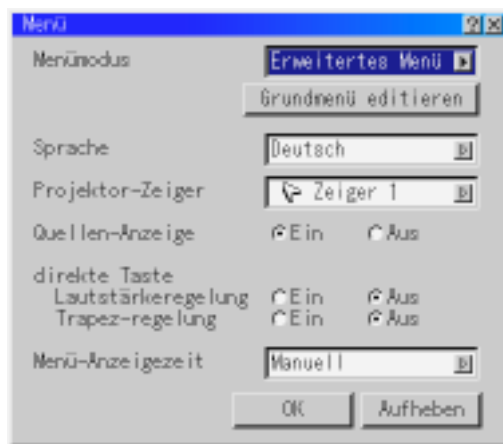 Menü
Menümodus Erweitertes Menü
Grundmenü editieren
Sprache Deutsch
Projektor-Zeiger Zeiger 1
Quellen-Anzeige Ein Aus
direkte Taste
Lautstärkeregelung Ein Aus
Trapez-regelung Ein Aus
Menü-Anzeigezeit Manuell
OK Aufheben